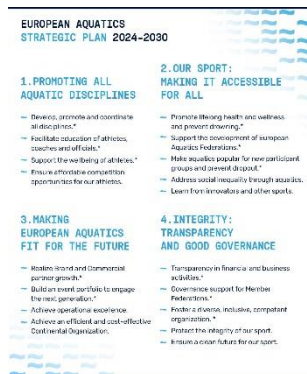 EUROPEAN AQUATICS
STRATEGIC PLAN 2024-2030
1.PROMOTING ALL
AQUATIC DISCIPLINES
~ Develop, promote and coordinate
all disciplines.*
~ Facilitate education of athletes,
coaches and officials.*
~ Support the wellbeing of athletes.*
~ Ensure affordable competition
opportunities for our athletes.
2.OUR SPORT:
MAKING IT ACCESSIBLE
FOR ALL
~ Promote lifelong health and wellness
and prevent drowning.*
~ Support the development of European
Aquatics Federations.*
~ Make aquatics popular for new participant
groups and prevent dropout.*
~ Address social inequality through aquatics.
~ Learn from innovators and other sports.
3.MAKING
EUROPEAN AQUATICS
FIT FOR THE FUTURE
~ Realize Brand and Commercial
partner growth.*
~ Build an event portfolio to engage
the next generation.*
~ Achieve operational experience.
~ Achieve an efficient and cost-effective
Continental Organization.
4.INTEGRITY:
TRANSPARENCY
AND GOOD GOVERNANCE
~ Transparency in financial and business
activities.*
~ Governance support for Member
Federations.*
~ Foster a diverse, inclusive, competent
organization. *
~ Protect the integrity of our sport.
~ Ensure a clean future for our sport.